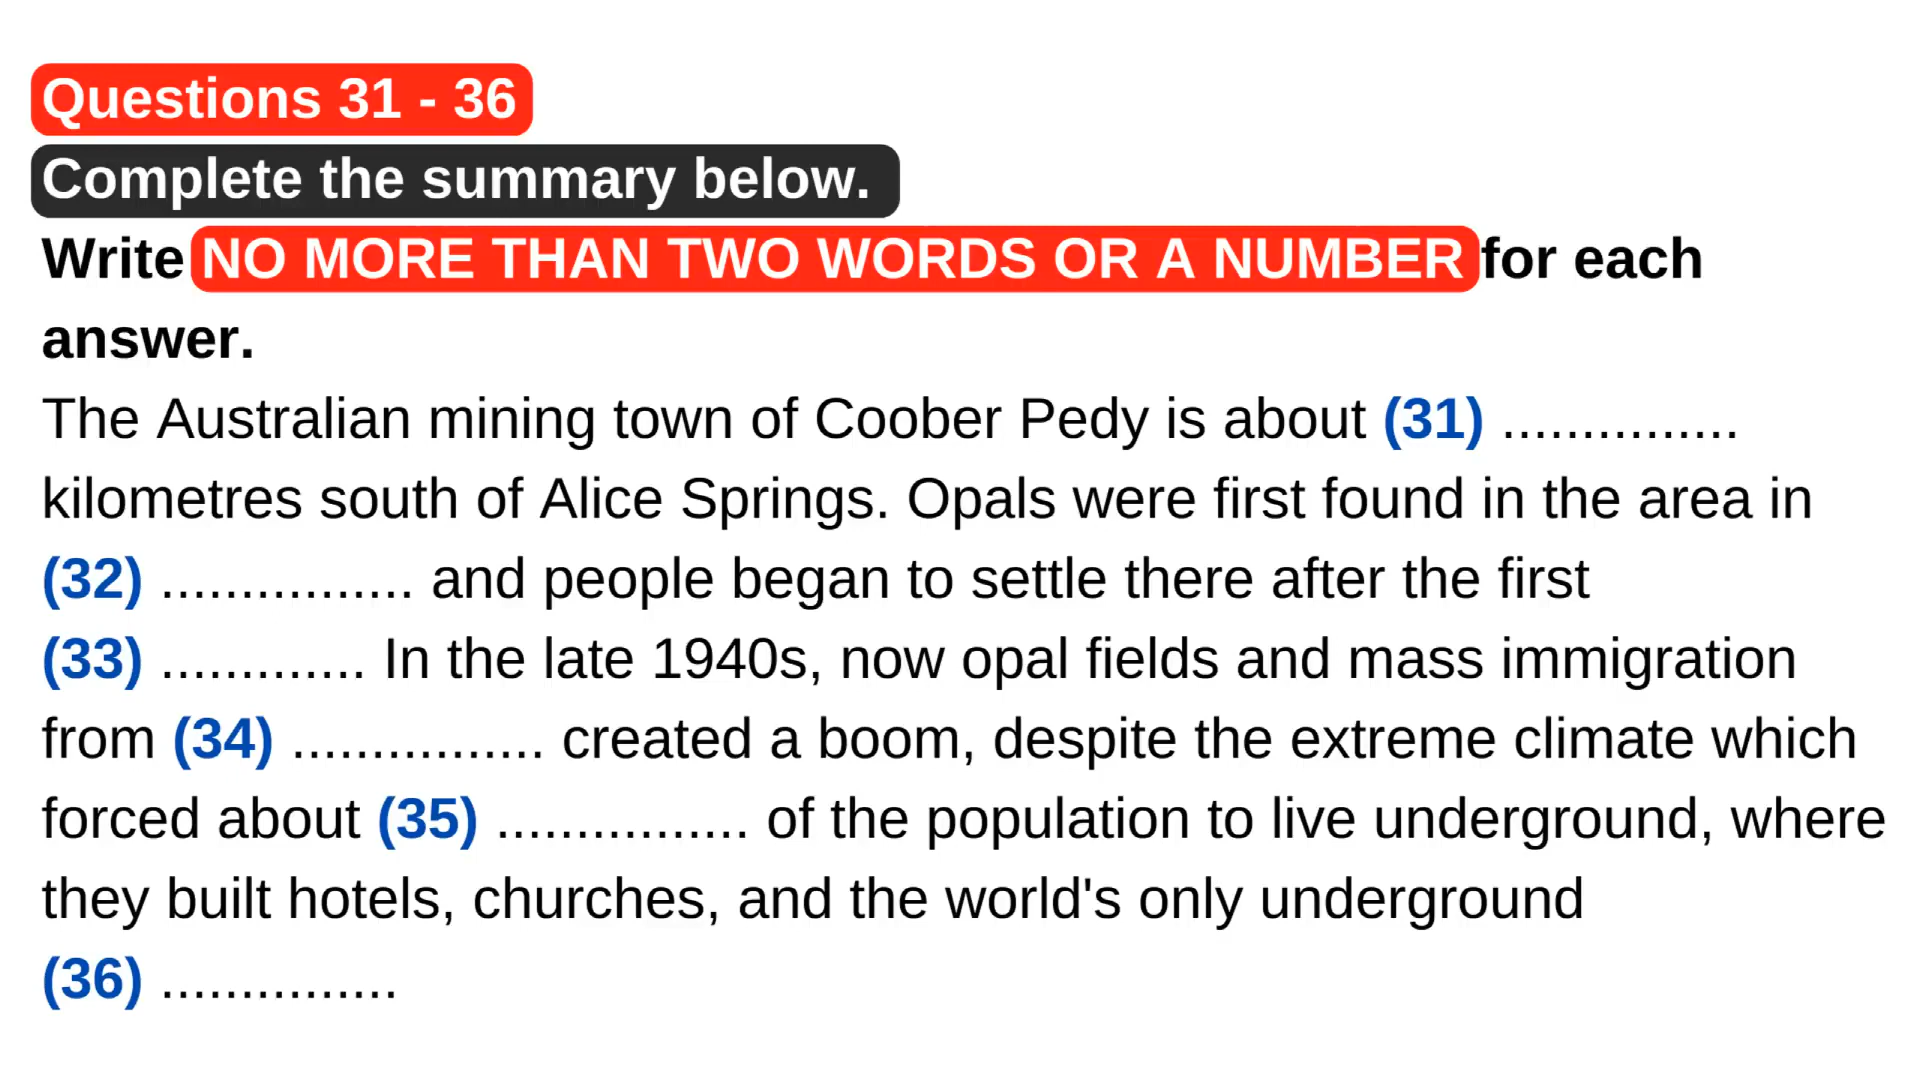 Questions 31 - 36
Complete the summary below.
Write NO MORE THAN TWO WORDS OR A NUMBER for each
answer.
The Australian mining town of Coober Pedy is about (31) ...............
kilometres south of Alice Springs. Opals were first found in the area in
(32) ................ and people began to settle there after the first
(33) ............. In the late 1940s, now opal fields and mass immigration
from (34) ................ created a boom, despite the extreme climate which
forced about (35) ................ of the population to live underground, where
they built hotels, churches, and the world's only underground
(36) ...............